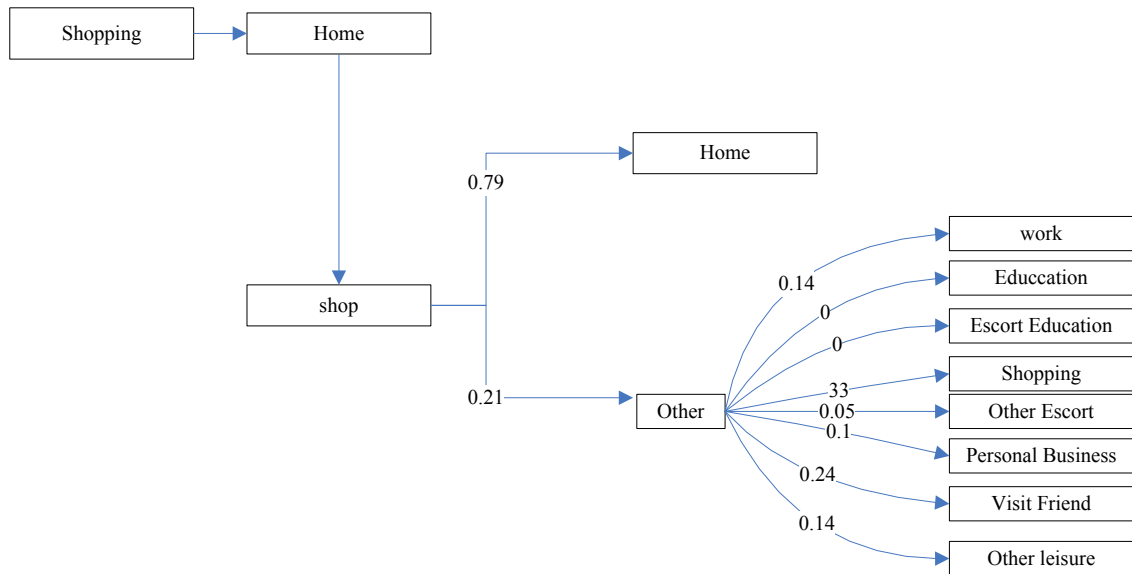 Shopping
Home
Home
0.79
work
0.14
Educcation
0
shop
Escort Education
0
Shopping
33
0.21
Other
0.05
Other Escort
0.1
Personal Business
0.24
Visit Friend
0.14
Other leisure